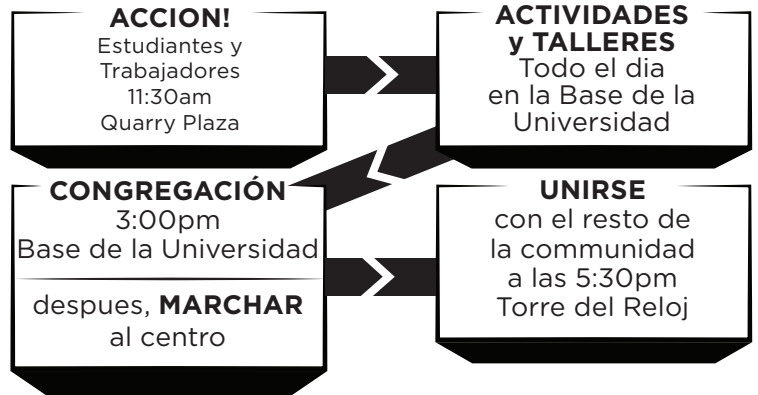 ACCION!
Estudiantes y
Trabajadores
11:30am
Quarry Plaza
ACTIVIDADES
y TALLERES
Todo el dia
en la Base de la
Universidad
CONGREGACIÓN
3:00pm
Base de la Universidad
despues, MARCHAR
al centro
UNIRSE
con el resto de
la communidad
a las 5:30pm
Torre del Reloj